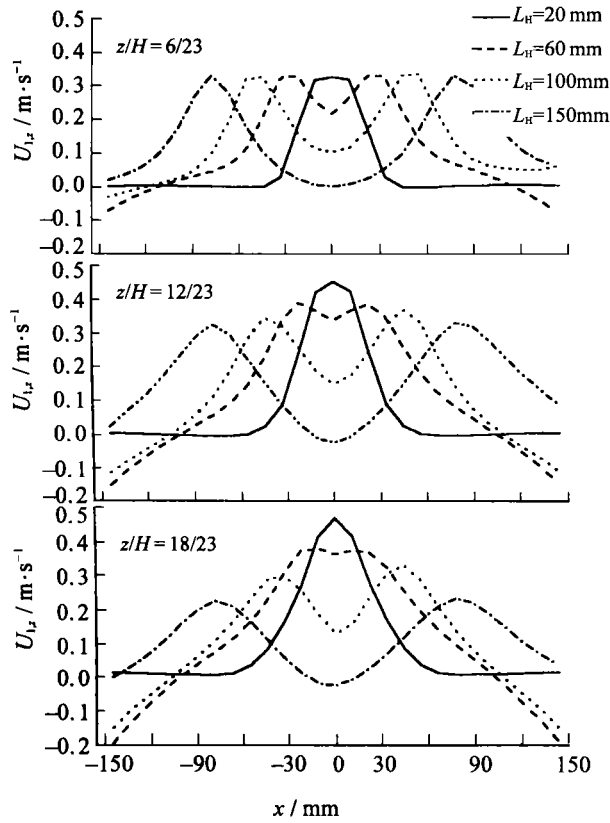 0.5
0.4
0.3
0.2
0.1
0.0
−0.1
−0.2
U₁,z / m·s⁻¹
z/H = 6/23
L_H=20 mm
L_H=60 mm
L_H=100mm
L_H=150mm
0.5
0.4
0.3
0.2
0.1
0.0
−0.1
−0.2
U₁,z / m·s⁻¹
z/H = 12/23
0.5
0.4
0.3
0.2
0.1
0.0
−0.1
−0.2
U₁,z / m·s⁻¹
z/H = 18/23
−150 −90 −30 0 30 90 150
x / mm